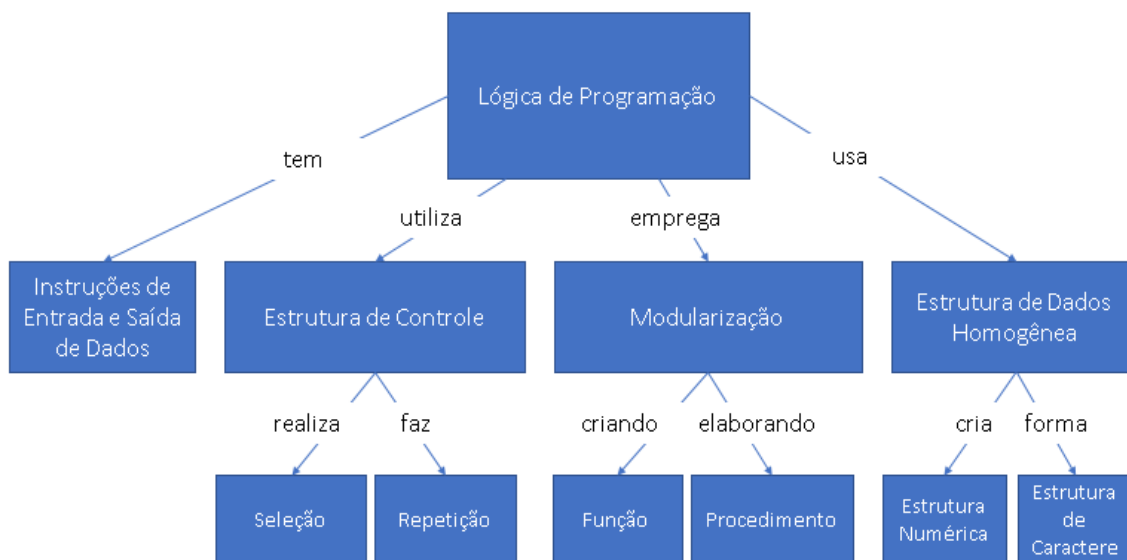 Lógica de Programação
tem
usa
utiliza
emprega
Instruções de
Entrada e Saída
de Dados
Estrutura de Controle
Modularização
Estrutura de Dados
Homogênea
realiza
faz
criando
elaborando
cria
forma
Seleção
Repetição
Função
Procedimento
Estrutura
Numérica
Estrutura
de
Caractere